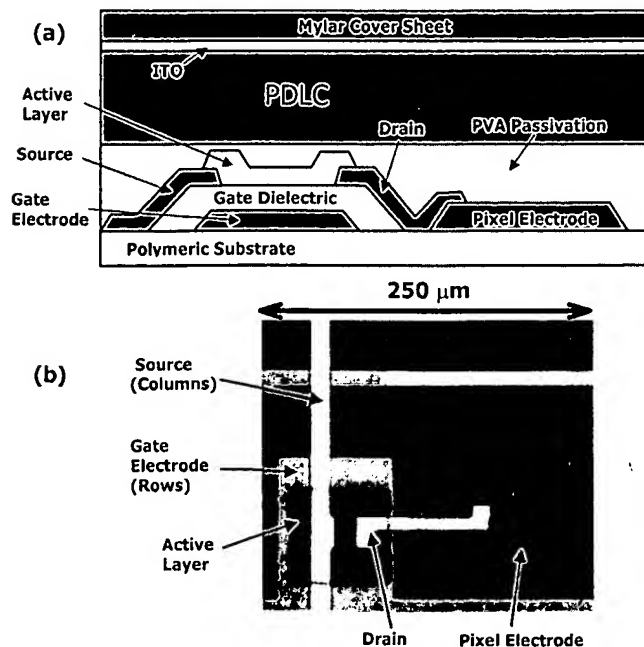 (a)
Mylar Cover Sheet
ITO
PDLC
Active
Layer
Drain
PVA Passivation
Source
Gate Dielectric
Gate
Electrode
Pixel Electrode
Polymeric Substrate
250 μm
(b)
Source
(Columns)
Gate
Electrode
(Rows)
Active
Layer
Drain
Pixel Electrode